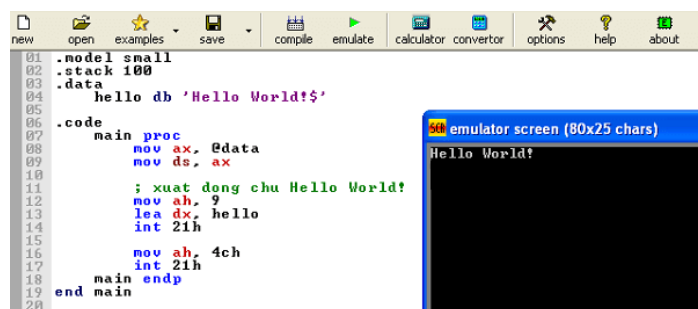 new open examples save compile emulate calculator convertor options help about
01 .model small
02 .stack 100
03 .data
04 hello db 'Hello World!$'
05
06 .code
07 main proc
08 mov ax, @data
09 mov ds, ax
10
11 ; xuat dong chu Hello World!
12 mov ah, 9
13 lea dx, hello
14 int 21h
15
16 mov ah, 4ch
17 int 21h
18 main endp
19 end main
20
SCR emulator screen (80x25 chars)
Hello World!